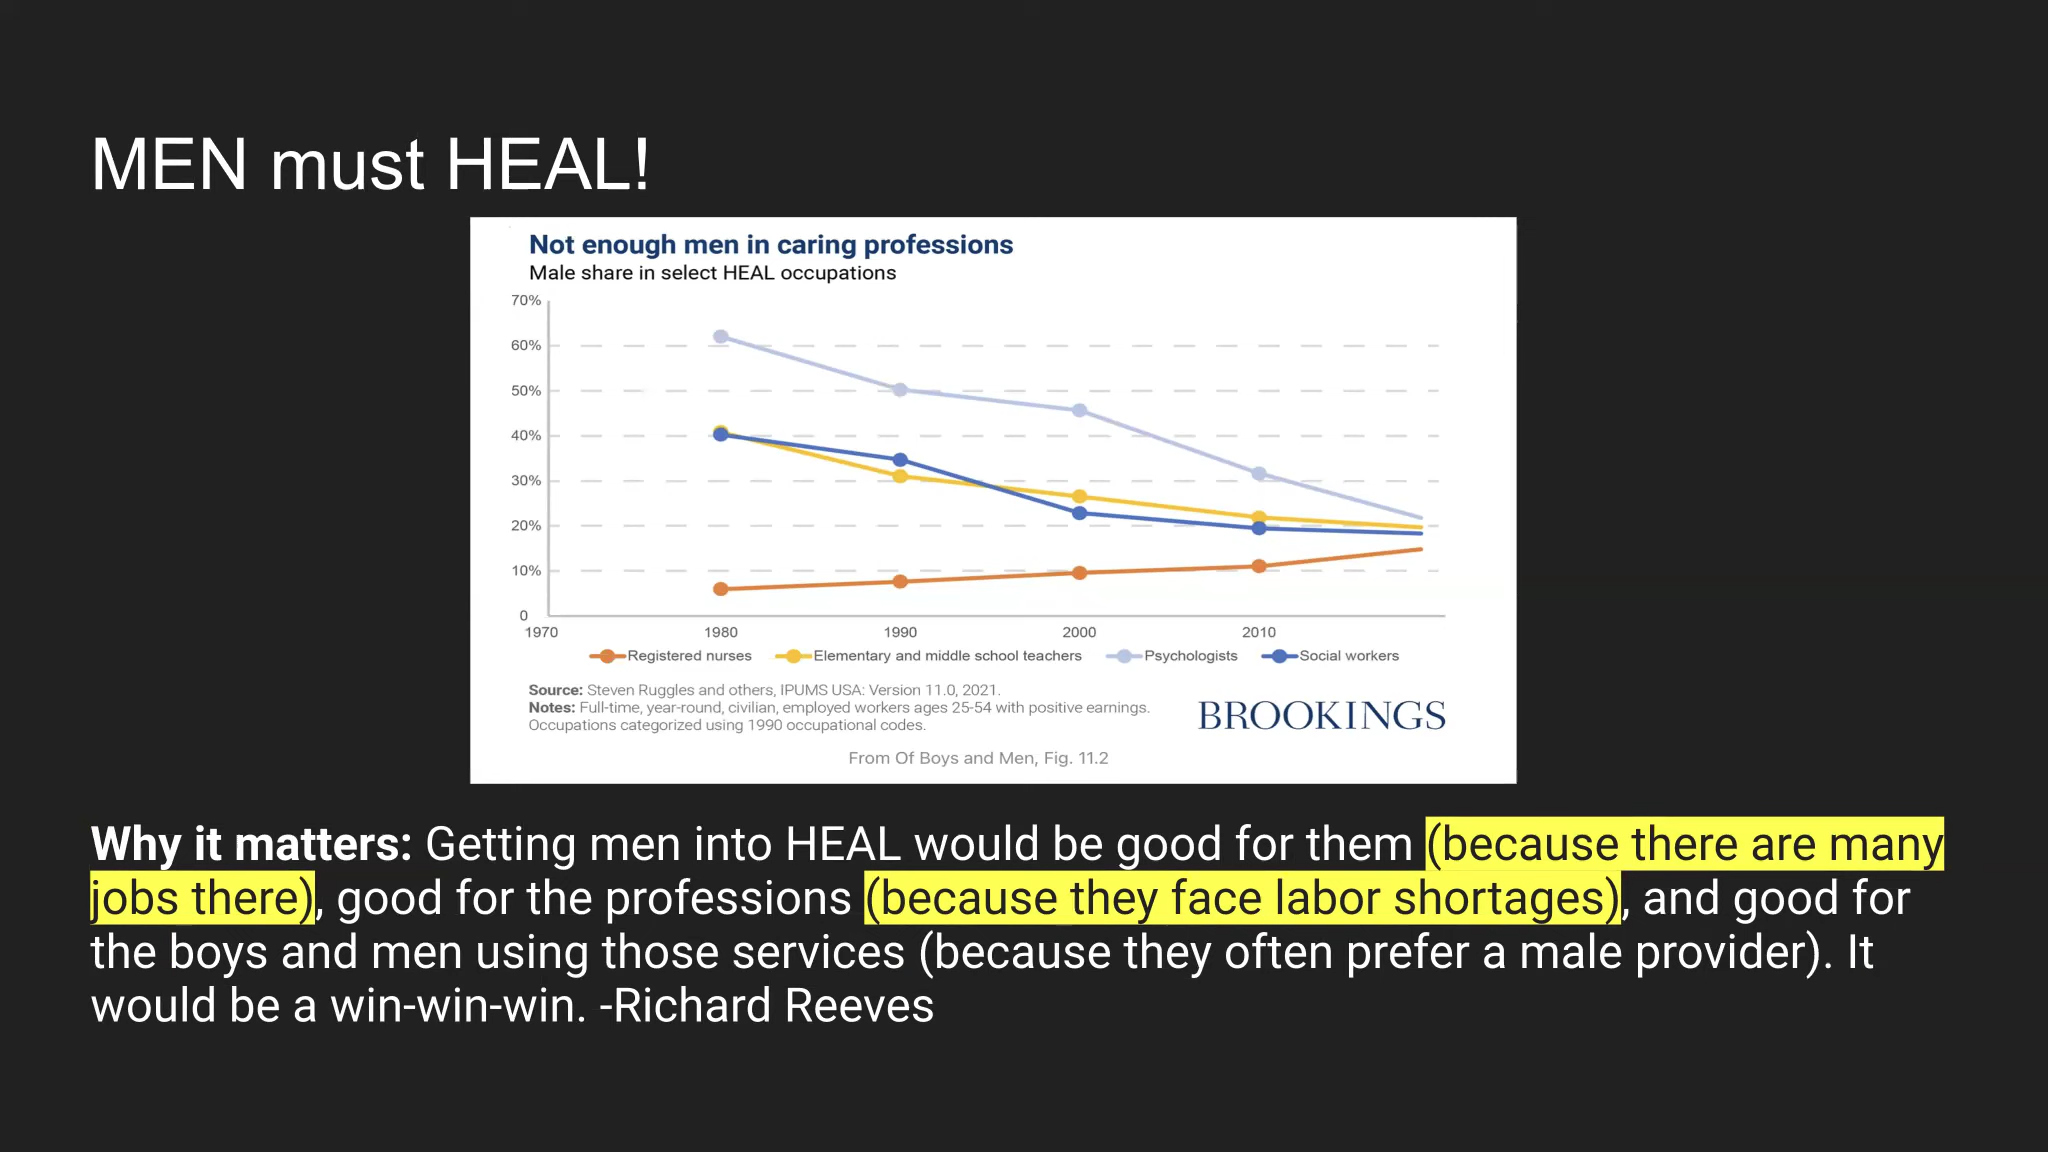 MEN must HEAL!
Not enough men in caring professions
Male share in select HEAL occupations
70%
60%
50%
40%
30%
20%
10%
0
1970 1980 1990 2000 2010
Registered nurses Elementary and middle school teachers Psychologists Social workers
Source: Steven Ruggles and others, IPUMS USA: Version 11.0, 2021.
Notes: Full-time, year-round, civilian, employed workers ages 25-54 with positive earnings.
Occupations categorized using 1990 occupational codes.
BROOKINGS
From Of Boys and Men, Fig. 11.2
Why it matters: Getting men into HEAL would be good for them (because there are many
jobs there), good for the professions (because they face labor shortages), and good for
the boys and men using those services (because they often prefer a male provider). It
would be a win-win-win. -Richard Reeves